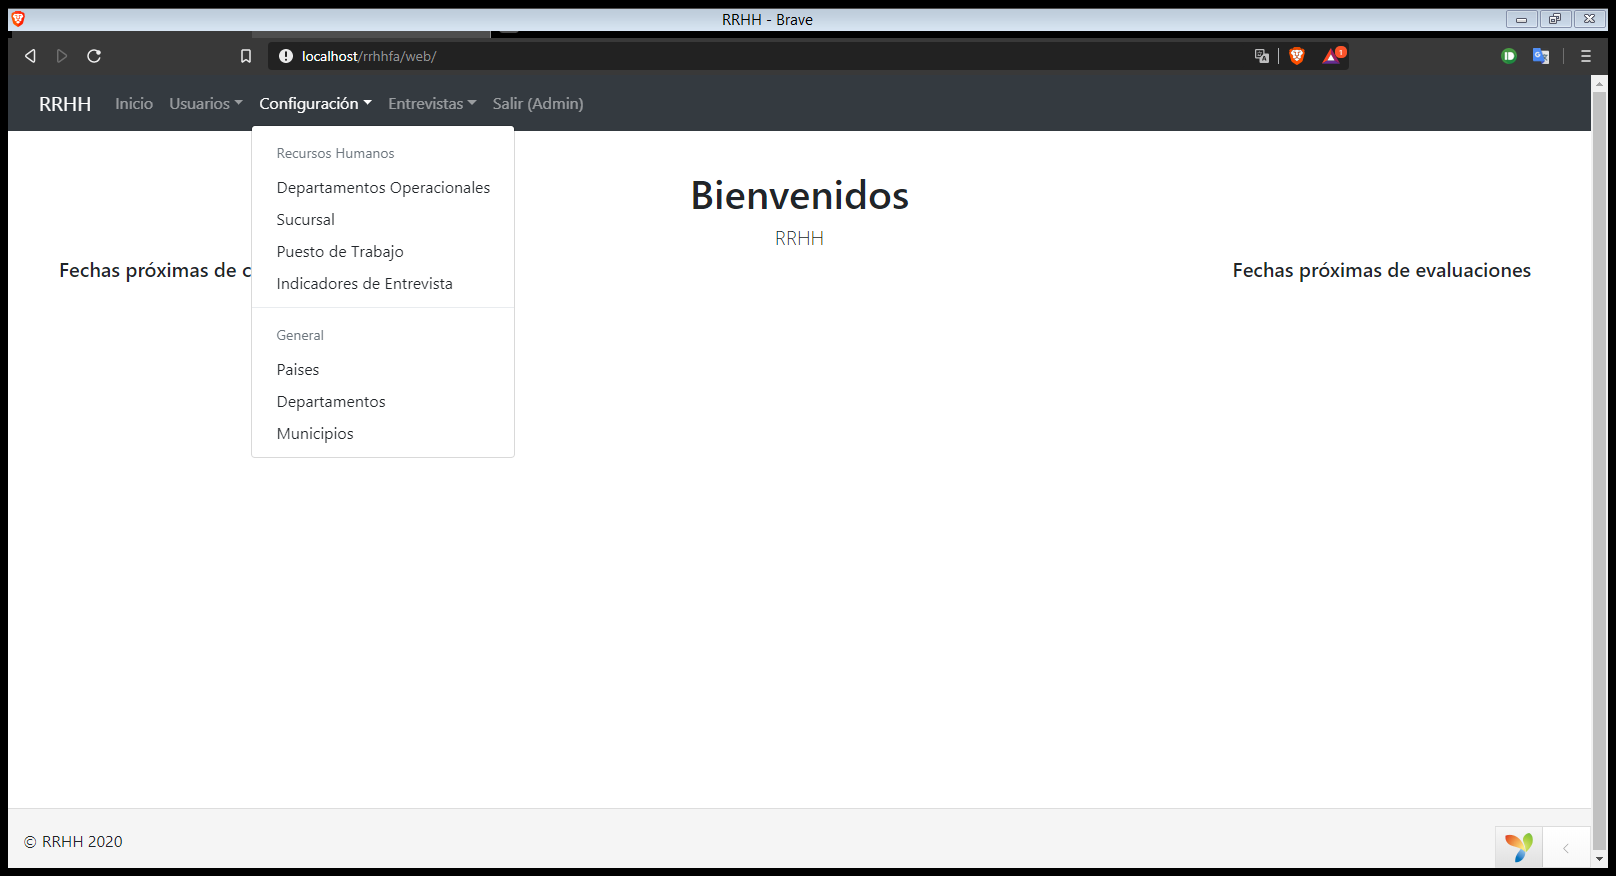 RRHH - Brave
localhost/rrhhfa/web/
1
RRHH Inicio Usuarios Configuración Entrevistas Salir (Admin)
Recursos Humanos
Departamentos Operacionales
Sucursal
Puesto de Trabajo
Indicadores de Entrevista
General
Paises
Departamentos
Municipios
Bienvenidos
RRHH
Fechas próximas de c
Fechas próximas de evaluaciones
© RRHH 2020